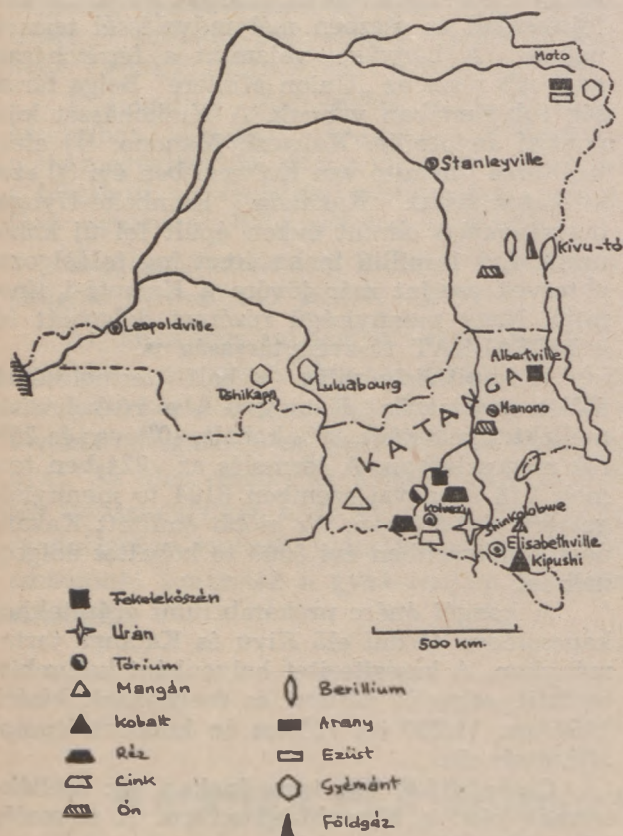 Moto
Stanleyville
Kivu-tó
Leopoldville
Albertville
Tshikapa
Luluabourg
Manono
KATANGA
Kolvezi
Shinkolobwe
Elisabethville
Kipushi
500 km.
Feketekőszén
Urán
Tórium
Mangán
Kobalt
Réz
Cink
Ón
Berillium
Arany
Ezüst
Gyémánt
Földgáz